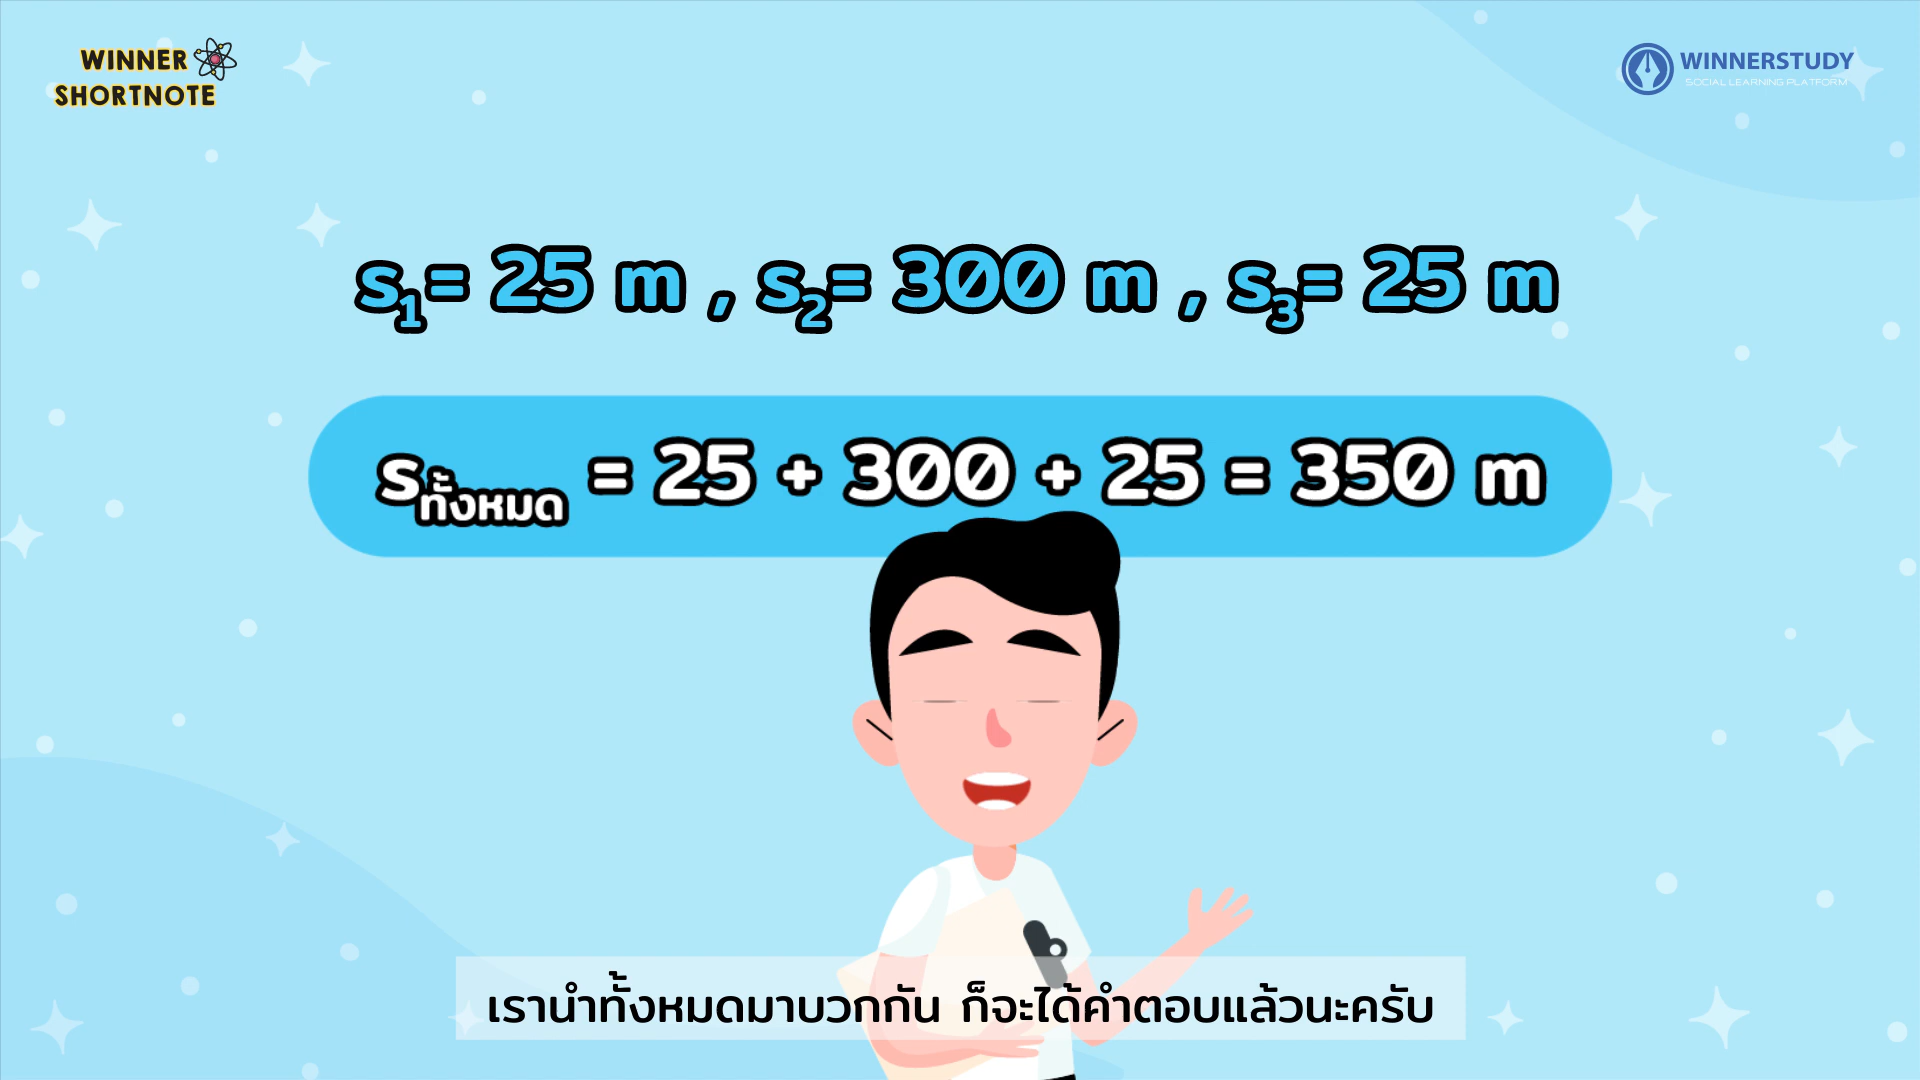 WINNER
SHORTNOTE
WINNERSTUDY
SOCIAL LEARNING PLATFORM
s₁= 25 m , s₂= 300 m , s₃= 25 m
sทั้งหมด = 25 + 300 + 25 = 350 m
เรานำทั้งหมดมาบวกกัน ก็จะได้คำตอบแล้วนะครับ